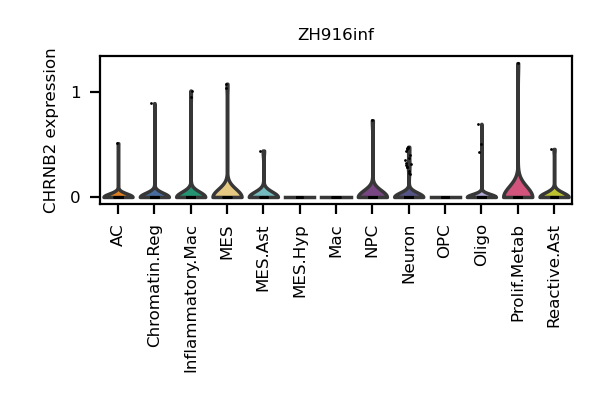 ZH916inf
CHRNB2 expression
1
0
AC
Chromatin.Reg
Inflammatory.Mac
MES
MES.Ast
MES.Hyp
Mac
NPC
Neuron
OPC
Oligo
Prolif.Metab
Reactive.Ast